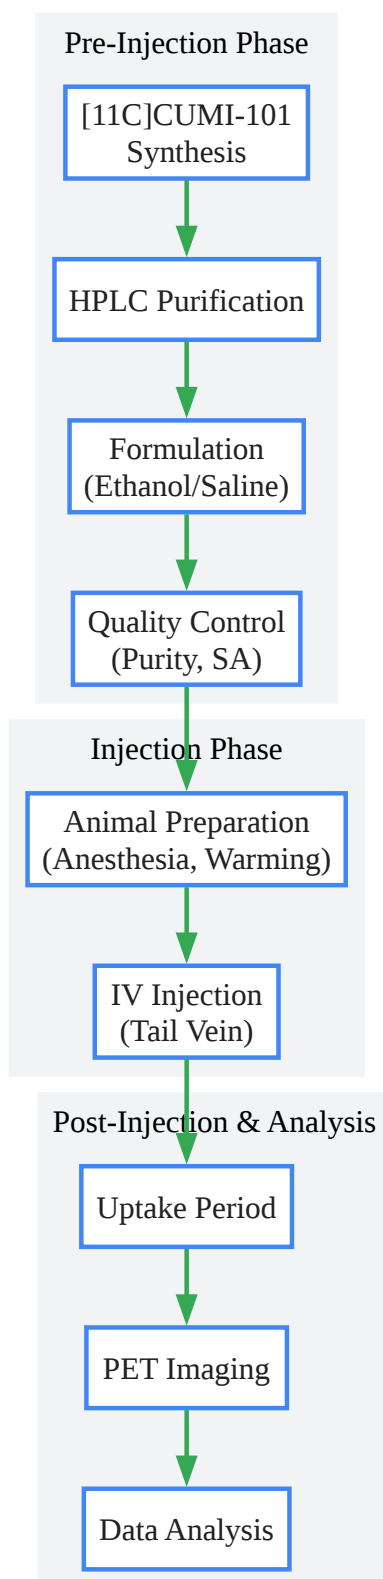 Pre-Injection Phase
[11C]CUMI-101
Synthesis
HPLC Purification
Formulation
(Ethanol/Saline)
Quality Control
(Purity, SA)
Injection Phase
Animal Preparation
(Anesthesia, Warming)
IV Injection
(Tail Vein)
Post-Injection & Analysis
Uptake Period
PET Imaging
Data Analysis